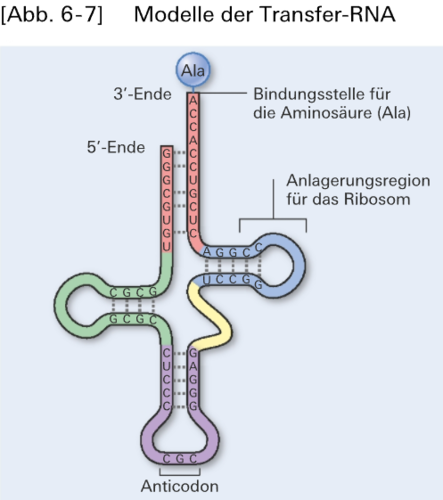 [Abb. 6-7] Modelle der Transfer-RNA
Ala
3′-Ende
Bindungsstelle für
die Aminosäure (Ala)
5′-Ende
Anlagerungsregion
für das Ribosom
A
C
C
A
C
C
U
G
C
U
C
G
G
G
C
G
U
G
U
A G G C C
U C C G G
C G C G
G C G C
C
U
C
C
C
G
A
G
G
G
C G C
Anticodon